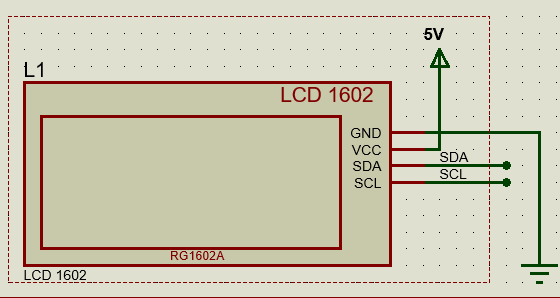 5V
L1
LCD 1602
GND
VCC
SDA
SDA
SCL
SCL
RG1602A
LCD 1602